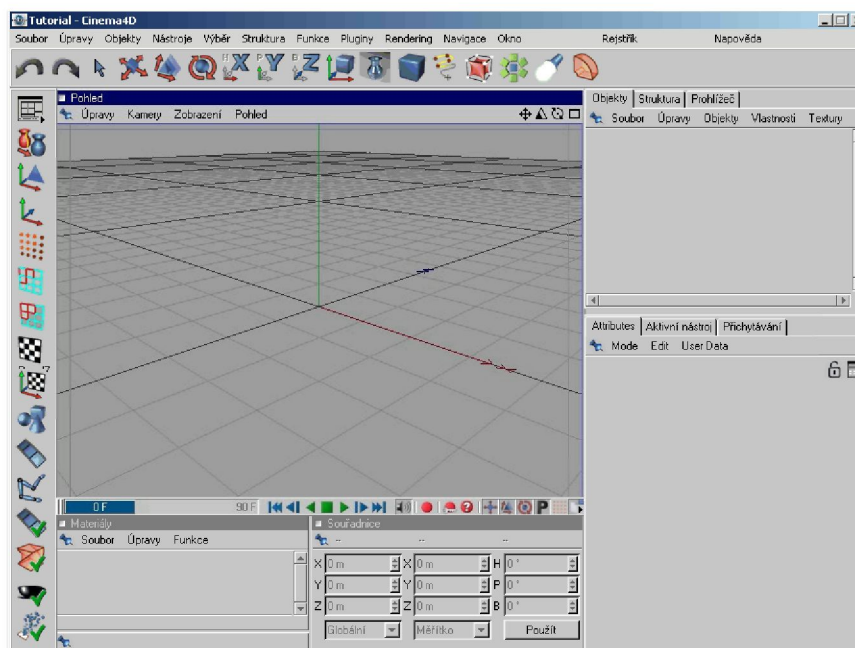 Tutorial - Cinema4D
Soubor Úpravy Objekty Nástroje Výběr Struktura Funkce Pluginy Rendering Navigace Okno Rejstřík Nápověda
H X P Y B Z
Pohled
Úpravy Kamery Zobrazení Pohled
Objekty Struktura Prohlížeč
Soubor Úpravy Objekty Vlastnosti Textury
Attributes Aktivní nástroj Přichytávání
Mode Edit User Data
0 F 90 F P
Materiály
Soubor Úpravy Funkce
Souřadnice
-- -- --
X 0 m X 0 m H 0 °
Y 0 m Y 0 m P 0 °
Z 0 m Z 0 m B 0 °
Globální Měřítko Použít